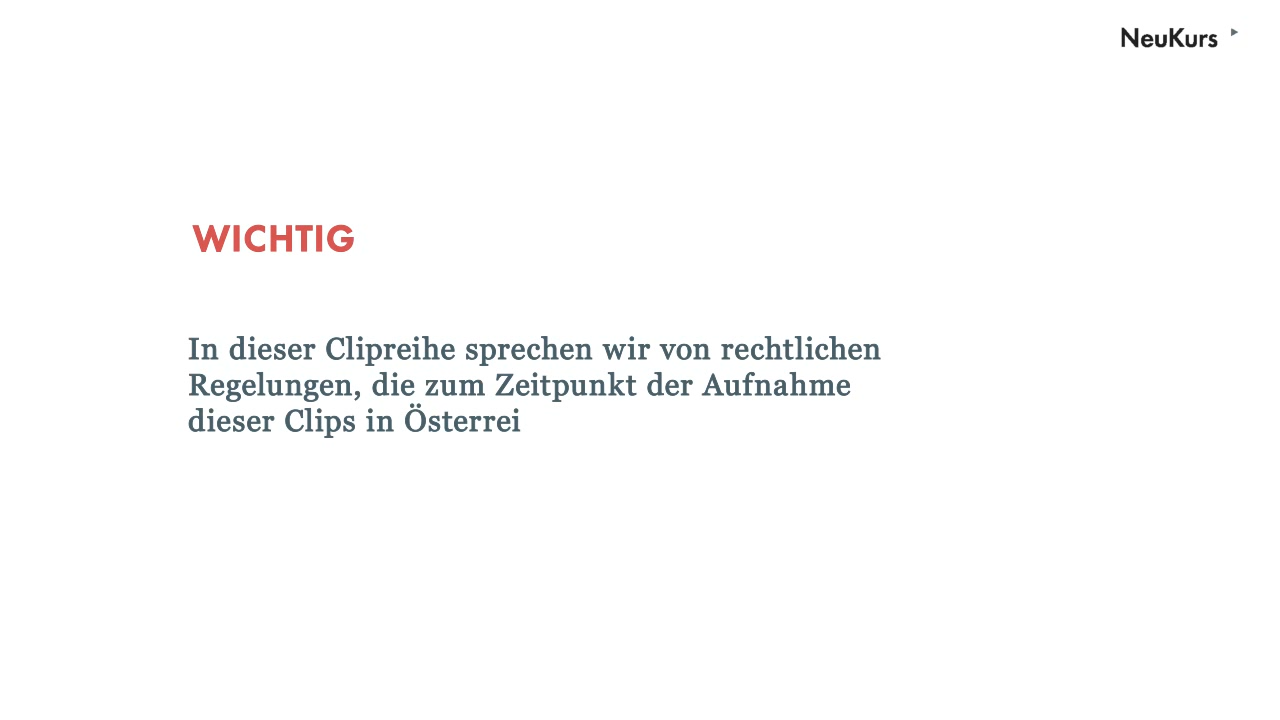 NeuKurs
WICHTIG
In dieser Clipreihe sprechen wir von rechtlichen
Regelungen, die zum Zeitpunkt der Aufnahme
dieser Clips in Österrei